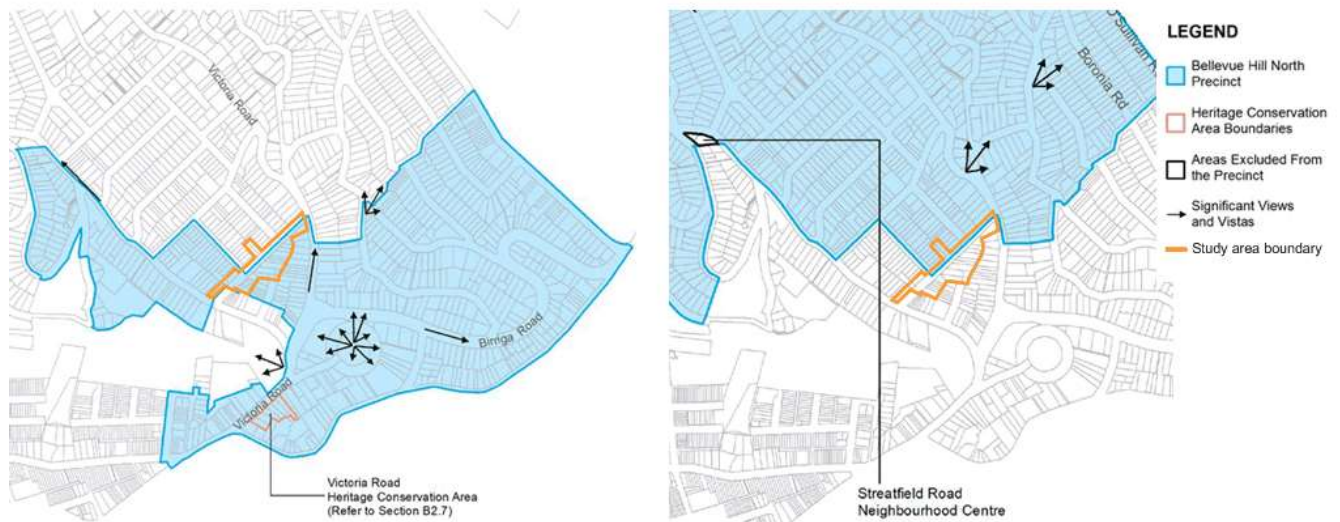 Victoria Road
Birriga Road
Victoria Road
Victoria Road
Heritage Conservation Area
(Refer to Section B2.7)
O'Sullivan R
Boronia Rd
Streatfield Road
Neighbourhood Centre
LEGEND
Bellevue Hill North
Precinct
Heritage Conservation
Area Boundaries
Areas Excluded From
the Precinct
Significant Views
and Vistas
Study area boundary